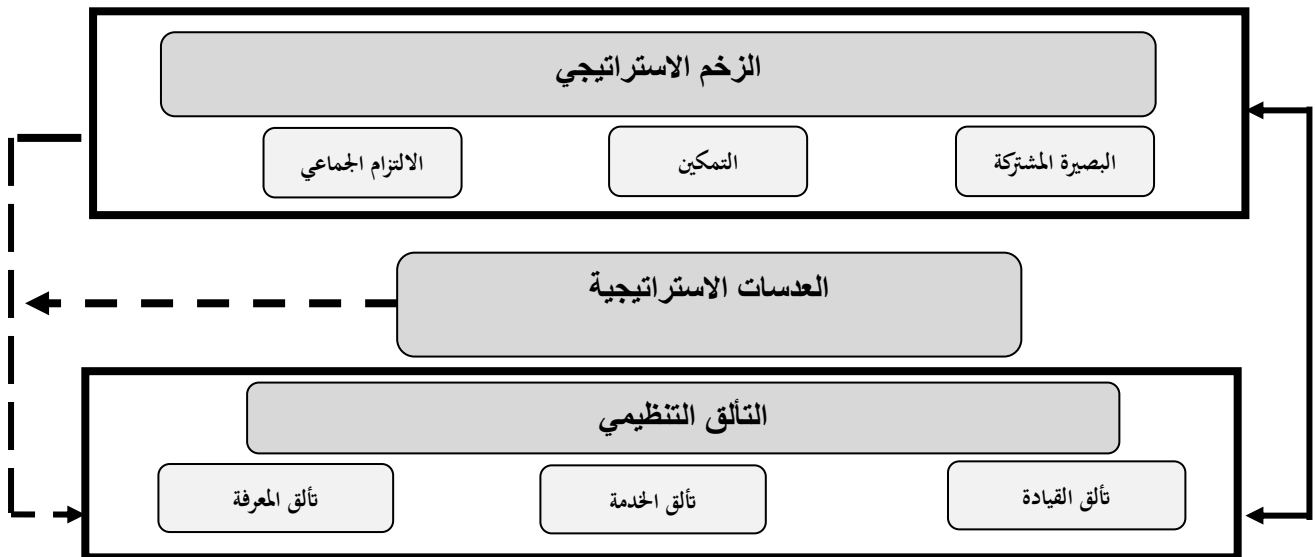 الزخم الاستراتيجي
البصيرة المشتركة
التمكين
الالتزام الجماعي
العدسات الاستراتيجية
التألق التنظيمي
تألق القيادة
تألق الخدمة
تألق المعرفة